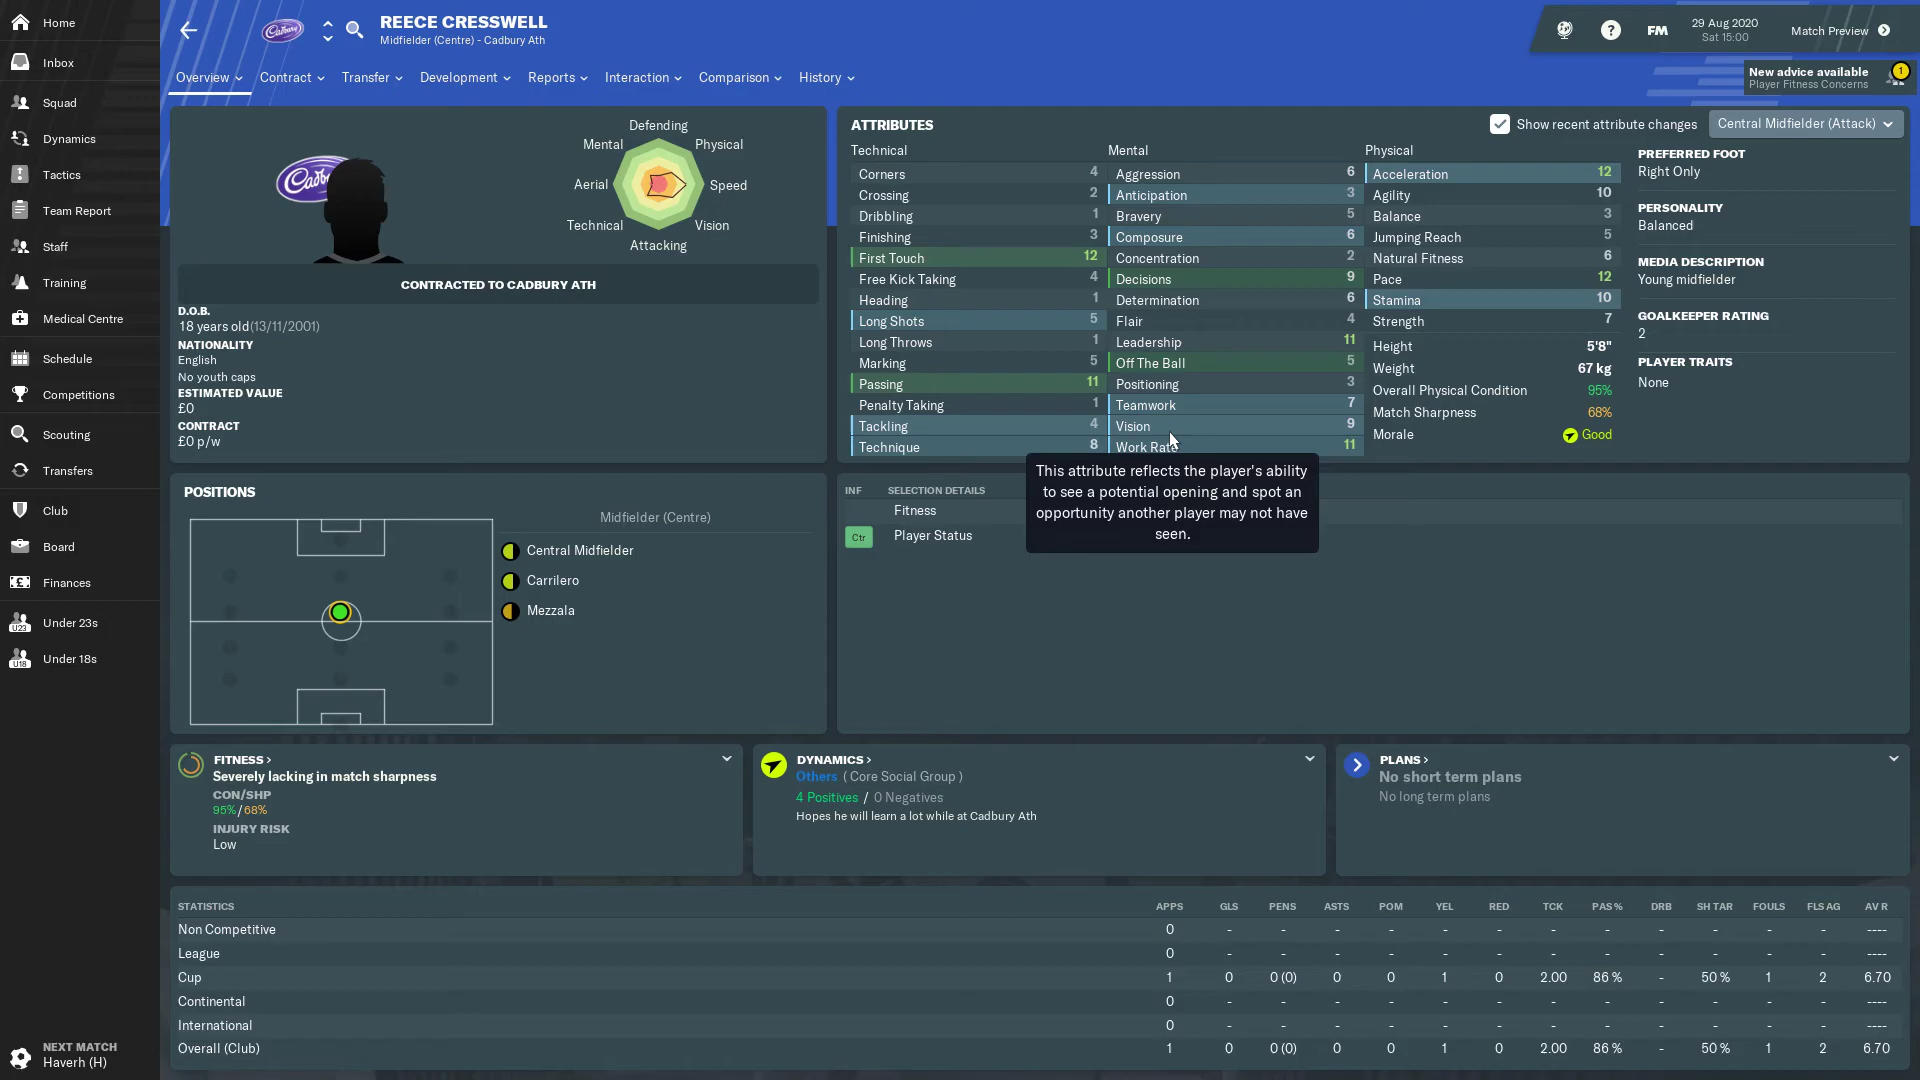 Home
Inbox
Squad
Dynamics
Tactics
Team Report
Staff
Training
Medical Centre
Schedule
Competitions
Scouting
Transfers
Club
Board
Finances
U23 Under 23s
U18 Under 18s
NEXT MATCH
Haverh (H)
Cadbury
REECE CRESSWELL
Midfielder (Centre) - Cadbury Ath
FM
29 Aug 2020
Sat 15:00
Match Preview
Overview Contract Transfer Development Reports Interaction Comparison History
New advice available
Player Fitness Concerns
1
Defending
Mental Physical
Aerial Speed
Technical Vision
Attacking
CONTRACTED TO CADBURY ATH
D.O.B.
18 years old(13/11/2001)
NATIONALITY
English
No youth caps
ESTIMATED VALUE
£0
CONTRACT
£0 p/w
ATTRIBUTES
Show recent attribute changes
Central Midfielder (Attack)
Technical
Corners 4
Crossing 2
Dribbling 1
Finishing 3
First Touch 12
Free Kick Taking 4
Heading 1
Long Shots 5
Long Throws 1
Marking 5
Passing 11
Penalty Taking 1
Tackling 4
Technique 8
Mental
Aggression 6
Anticipation 3
Bravery 5
Composure 6
Concentration 2
Decisions 9
Determination 6
Flair 4
Leadership 11
Off The Ball 5
Positioning 3
Teamwork 7
Vision 9
Work Rate 11
Physical
Acceleration 12
Agility 10
Balance 3
Jumping Reach 5
Natural Fitness 6
Pace 12
Stamina 10
Strength 7
Height 5'8"
Weight 67 kg
Overall Physical Condition 95%
Match Sharpness 68%
Morale Good
PREFERRED FOOT
Right Only
PERSONALITY
Balanced
MEDIA DESCRIPTION
Young midfielder
GOALKEEPER RATING
2
PLAYER TRAITS
None
POSITIONS
Midfielder (Centre)
Central Midfielder
Carrilero
Mezzala
INF SELECTION DETAILS
Fitness
Ctr Player Status
This attribute reflects the player's ability
to see a potential opening and spot an
opportunity another player may not have
seen.
FITNESS >
Severely lacking in match sharpness
CON/SHP
95%/68%
INJURY RISK
Low
DYNAMICS >
Others ( Core Social Group )
4 Positives / 0 Negatives
Hopes he will learn a lot while at Cadbury Ath
PLANS >
No short term plans
No long term plans
STATISTICS APPS GLS PENS ASTS POM YEL RED TCK PAS % DRB SH TAR FOULS FLS AG AV R
Non Competitive 0 - - - - - - - - - - - - ----
League 0 - - - - - - - - - - - - ----
Cup 1 0 0 (0) 0 0 1 0 2.00 86 % - 50 % 1 2 6.70
Continental 0 - - - - - - - - - - - - ----
International 0 - - - - - - - - - - - - ----
Overall (Club) 1 0 0 (0) 0 0 1 0 2.00 86 % - 50 % 1 2 6.70